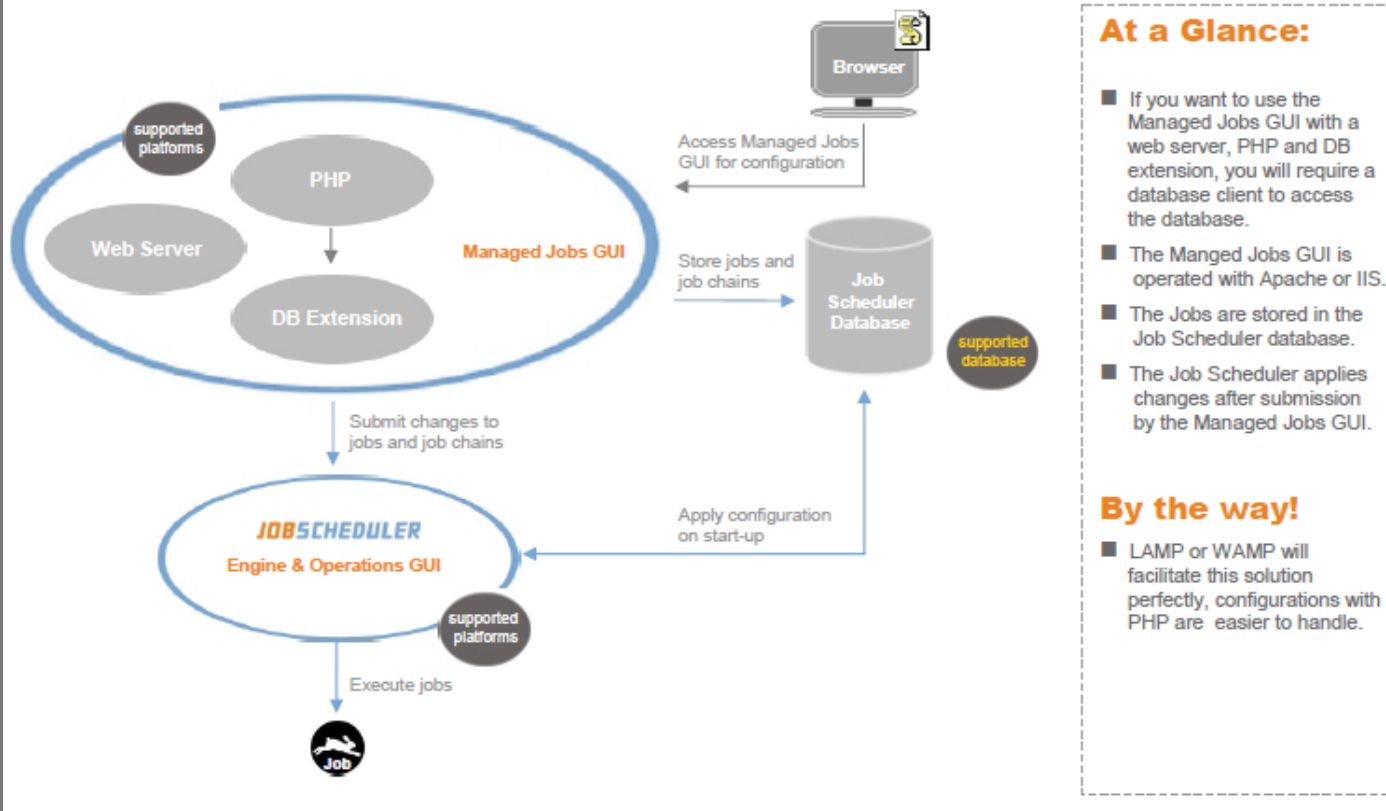 Browser
supported
platforms
PHP
Web Server
DB Extension
Managed Jobs GUI
Access Managed Jobs
GUI for configuration
Store jobs and
job chains
Job
Scheduler
Database
supported
database
Submit changes to
jobs and job chains
JOBSCHEDULER
Engine & Operations GUI
supported
platforms
Apply configuration
on start-up
Execute jobs
Job
At a Glance:
If you want to use the
Managed Jobs GUI with a
web server, PHP and DB
extension, you will require a
database client to access
the database.
The Manged Jobs GUI is
operated with Apache or IIS.
The Jobs are stored in the
Job Scheduler database.
The Job Scheduler applies
changes after submission
by the Managed Jobs GUI.
By the way!
LAMP or WAMP will
facilitate this solution
perfectly, configurations with
PHP are easier to handle.